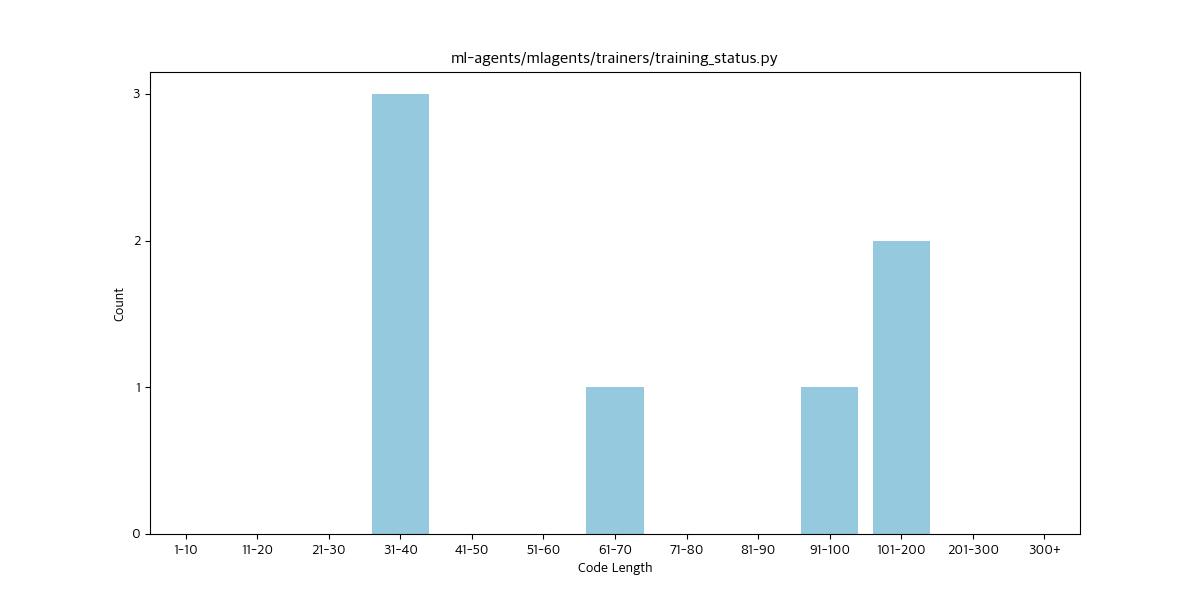 ml-agents/mlagents/trainers/training_status.py
3
2
1
0
Count
1-10 11-20 21-30 31-40 41-50 51-60 61-70 71-80 81-90 91-100 101-200 201-300 300+
Code Length